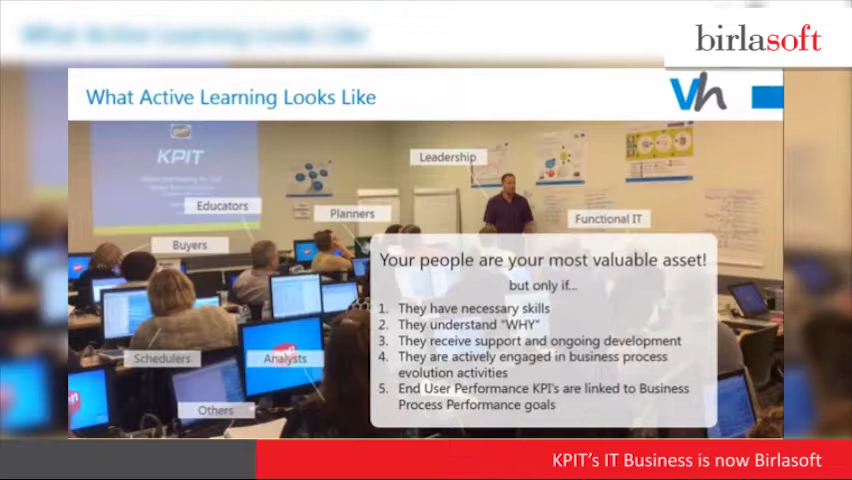 birlasoft
What Active Learning Looks Like
vh
KPIT
Leadership
Educators
Planners
Functional IT
Buyers
Your people are your most valuable asset!
but only if...
1. They have necessary skills
2. They understand "WHY"
3. They receive support and ongoing development
4. They are actively engaged in business process
evolution activities
5. End User Performance KPI's are linked to Business
Process Performance goals
Schedulers
Analysts
Others
KPIT's IT Business is now Birlasoft